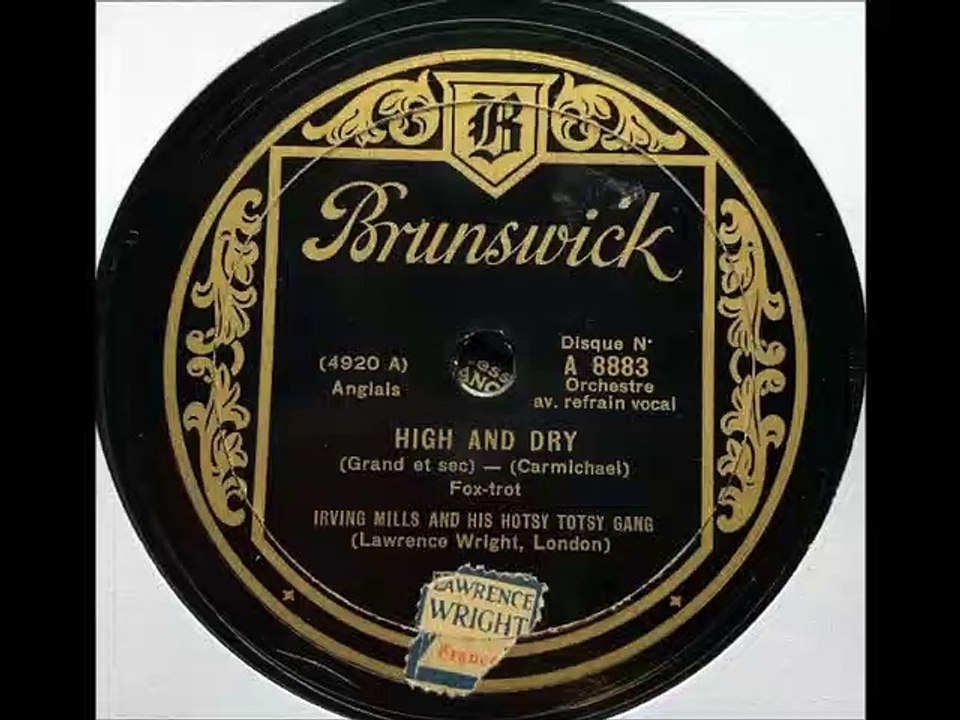 B
Brunswick
(4920 A)
Anglais
Disque N°
A 8883
Orchestre
av. refrain vocal
HIGH AND DRY
(Grand et sec) — (Carmichael)
Fox-trot
IRVING MILLS AND HIS HOTSY TOTSY GANG
(Lawrence Wright, London)
LAWRENCE
WRIGHT
France